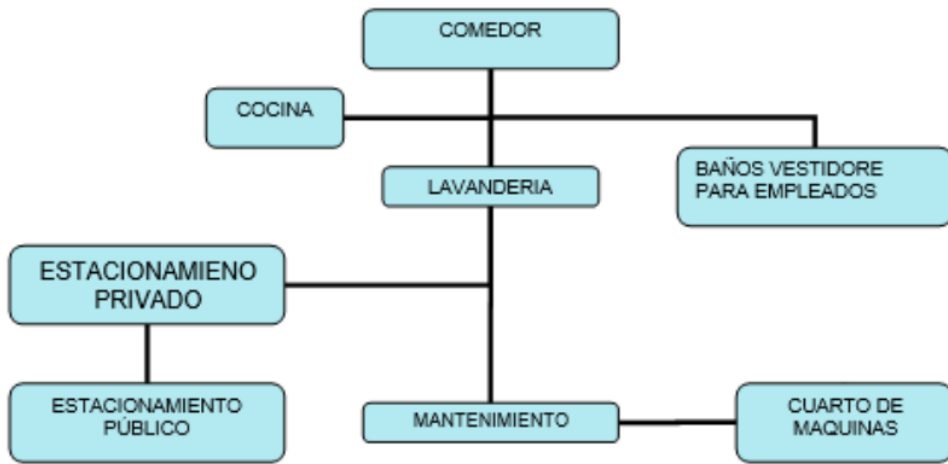 COMEDOR
COCINA
BAÑOS VESTIDORE
PARA EMPLEADOS
LAVANDERIA
ESTACIONAMIENO
PRIVADO
ESTACIONAMIENTO
PÚBLICO
MANTENIMIENTO
CUARTO DE
MAQUINAS